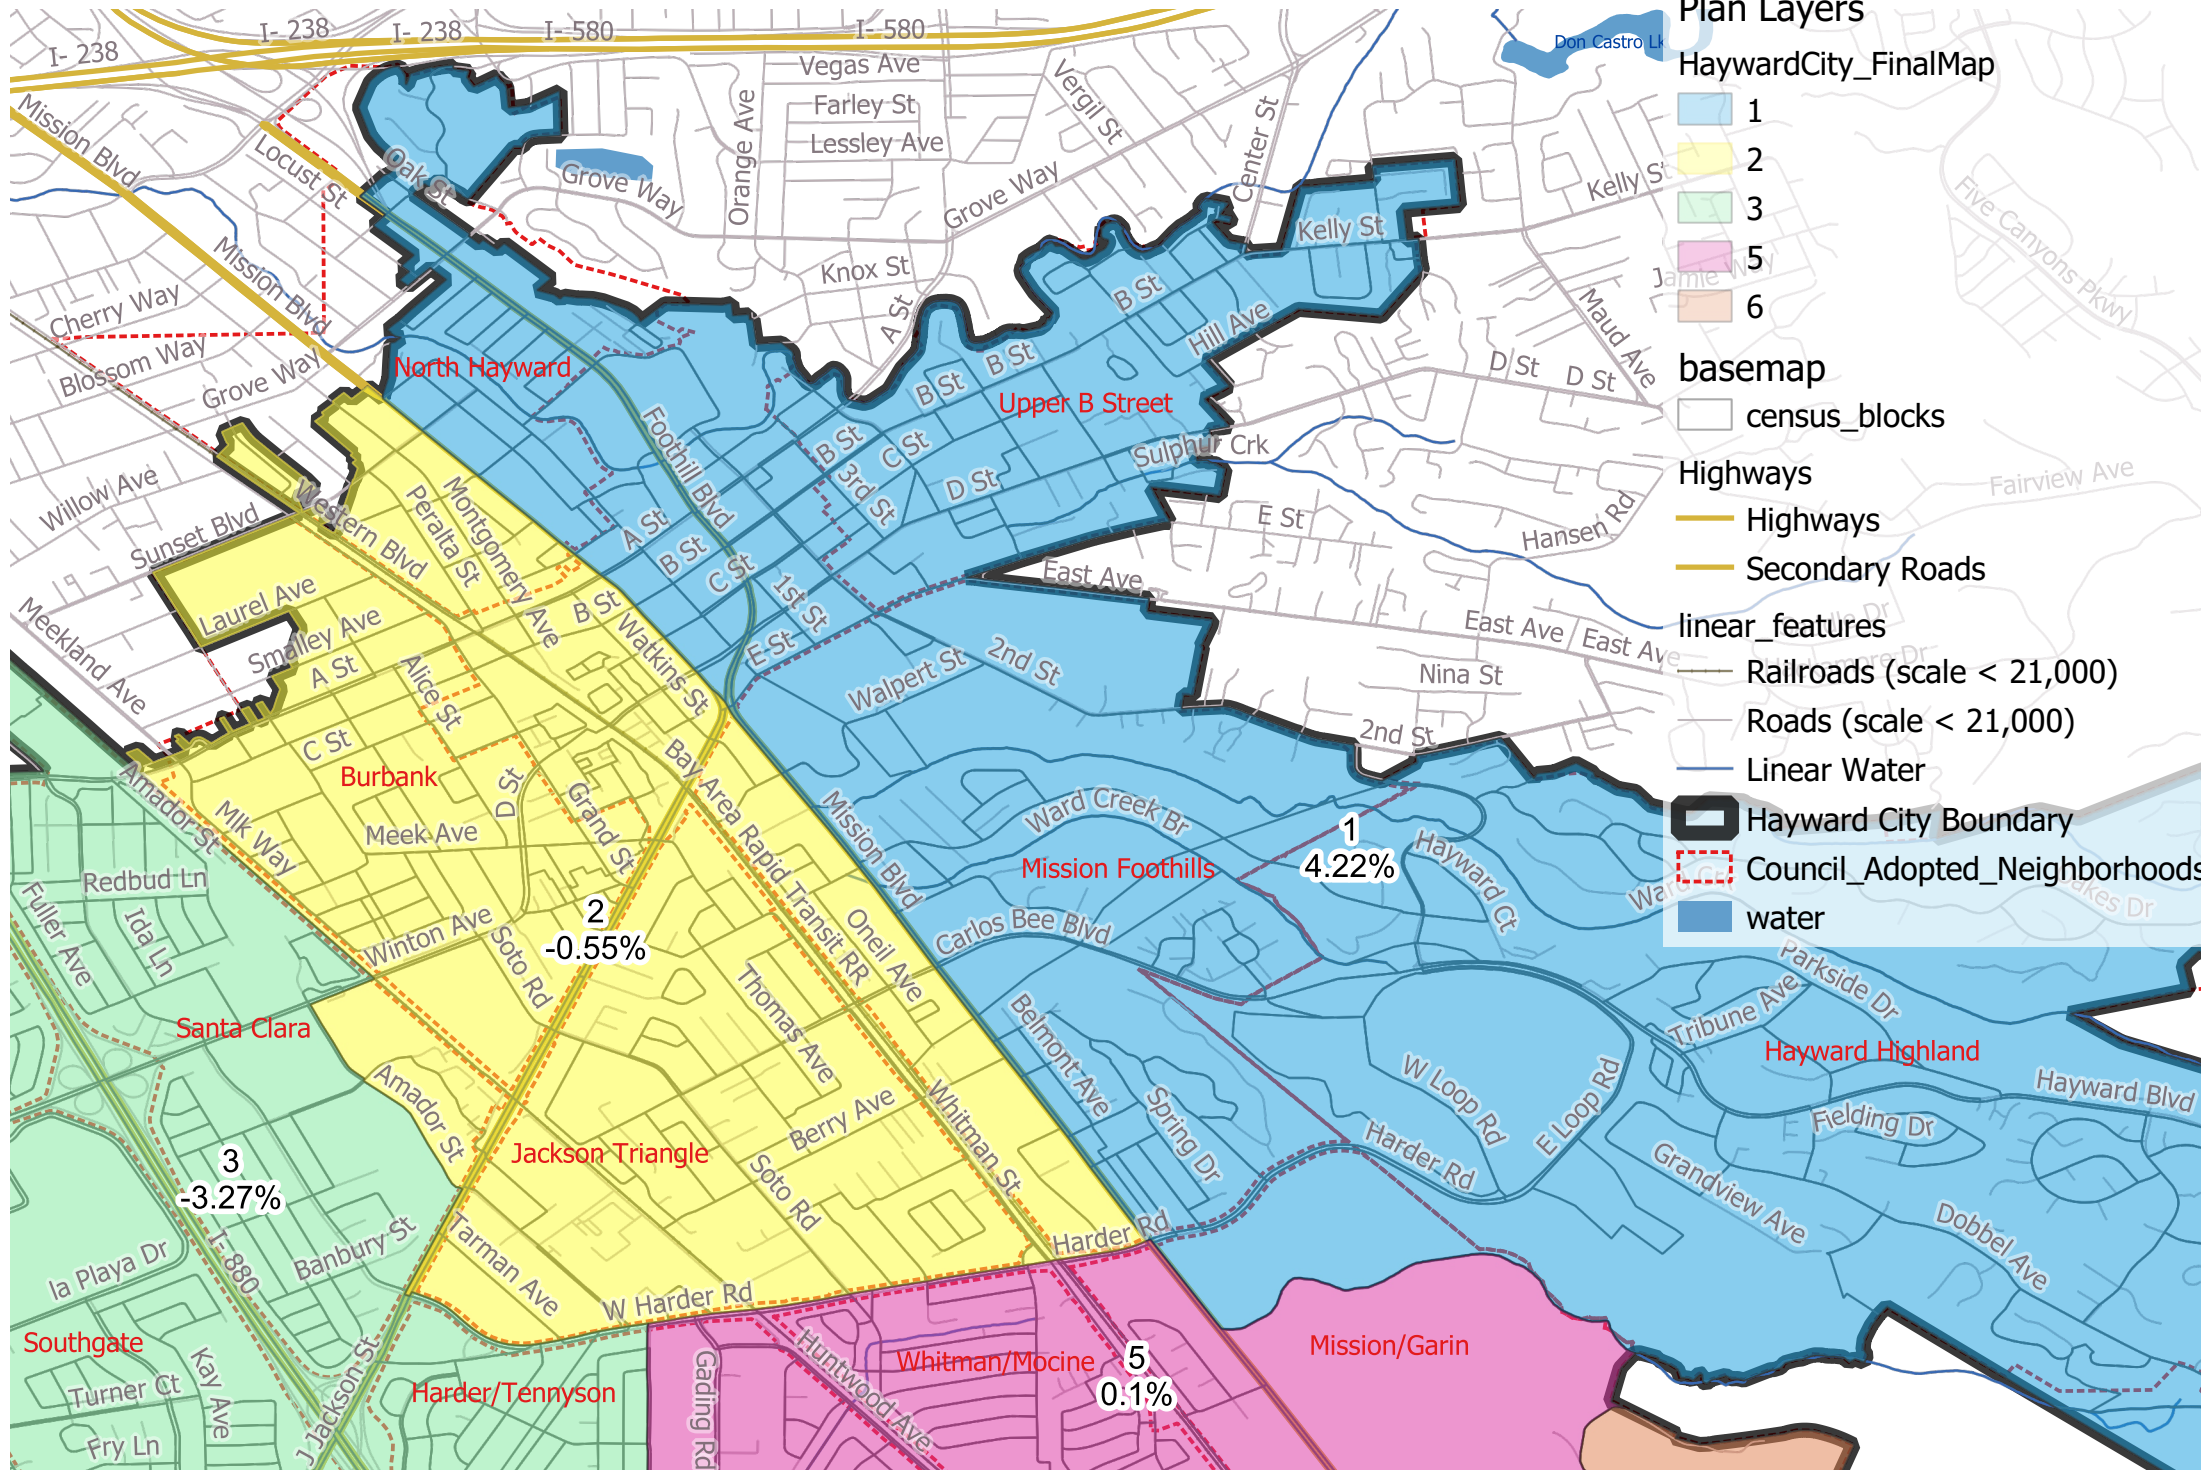 I- 238
I- 238
I- 238
I- 580
I- 580
Vegas Ave
Farley St
Lessley Ave
Vergil St
Orange Ave
Center St
Don Castro Lk
Mission Blvd
Locust St
Oak St
Grove Way
Grove Way
Kelly St
Kelly St
Mission Blvd
Knox St
A St
B St
Hill Ave
Maud Ave
Jamie Way
Five Canyons Pkwy
Cherry Way
Blossom Way
Grove Way
North Hayward
B St
B St
Upper B Street
D St
D St
Foothill Blvd
B St
C St
3rd St
D St
Sulphur Crk
Willow Ave
Sunset Blvd
Western Blvd
Peralta St
Montgomery Ave
A St
B St
C St
1st St
E St
E St
Hansen Rd
Fairview Ave
East Ave
East Ave
East Ave
Laurel Ave
Smalley Ave
A St
Meekland Ave
Alice St
B St
Watkins St
Walpert St
2nd St
Nina St
2nd St
C St
Burbank
Amador St
Mlk Way
D St
Meek Ave
Grand St
Bay Area Rapid Transit RR
Mission Blvd
Ward Creek Br
Mission Foothills
1
4.22%
Hayward Ct
Redbud Ln
Fuller Ave
Ida Ln
Winton Ave
Soto Rd
2
-0.55%
Oneil Ave
Carlos Bee Blvd
Thomas Ave
Belmont Ave
Parkside Dr
Tribune Ave
Hayward Highland
Hayward Blvd
Santa Clara
Amador St
Jackson Triangle
Berry Ave
Soto Rd
Whitman St
Spring Dr
W Loop Rd
E Loop Rd
Harder Rd
Fielding Dr
Grandview Ave
Dobbel Ave
3
-3.27%
I- 880
la Playa Dr
Banbury St
Tarman Ave
W Harder Rd
Harder Rd
Southgate
Turner Ct
Kay Ave
Fry Ln
J Jackson St
Harder/Tennyson
Gading Rd
Huntwood Ave
Whitman/Mocine
5
0.1%
Mission/Garin
Plan Layers
HaywardCity_FinalMap
1
2
3
5
6
basemap
census_blocks
Highways
Highways
Secondary Roads
linear_features
Railroads (scale < 21,000)
Roads (scale < 21,000)
Linear Water
Hayward City Boundary
Council_Adopted_Neighborhoods
water